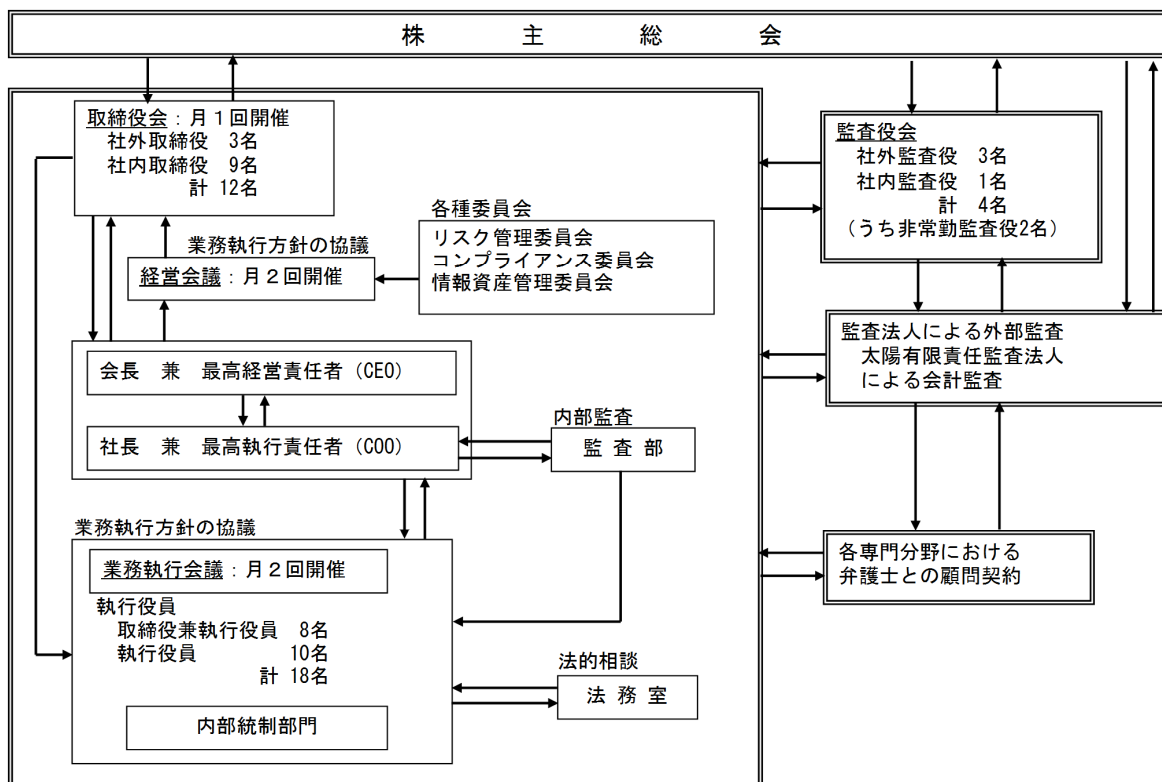 株主総会
取締役会：月１回開催
社外取締役 3名
社内取締役 9名
計 12名
業務執行方針の協議
経営会議：月２回開催
各種委員会
リスク管理委員会
コンプライアンス委員会
情報資産管理委員会
会長 兼 最高経営責任者（CEO）
社長 兼 最高執行責任者（COO）
内部監査
監査部
業務執行方針の協議
業務執行会議：月２回開催
執行役員
取締役兼執行役員 8名
執行役員 10名
計 18名
内部統制部門
法的相談
法務室
監査役会
社外監査役 3名
社内監査役 1名
計 4名
（うち非常勤監査役2名）
監査法人による外部監査
太陽有限責任監査法人
による会計監査
各専門分野における
弁護士との顧問契約